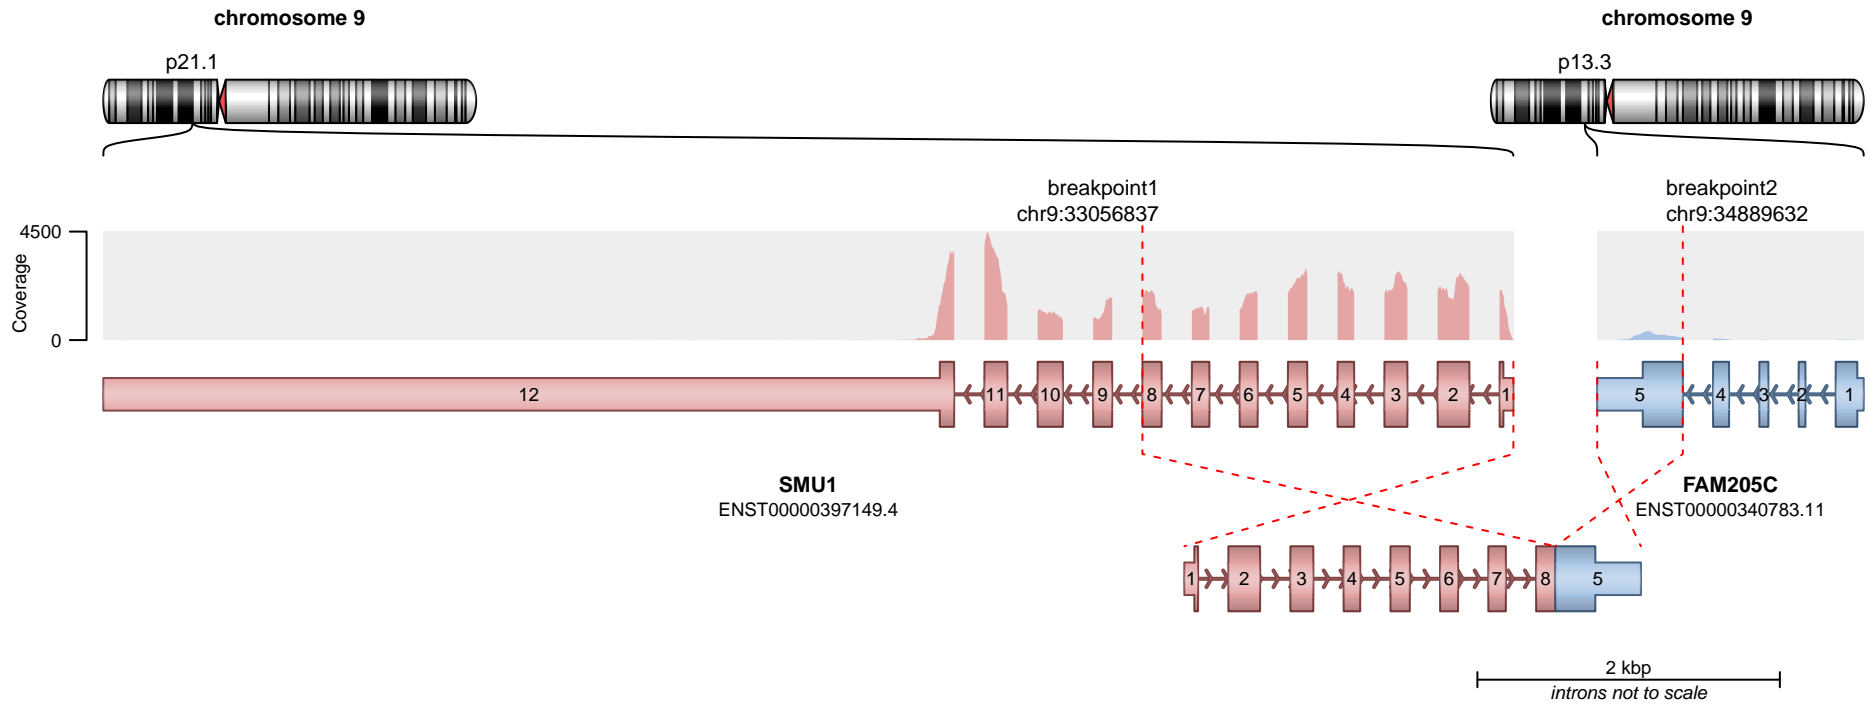 chromosome 9
chromosome 9
p21.1
p13.3
breakpoint1
chr9:33056837
breakpoint2
chr9:34889632
4500
0
Coverage
12
11
10
9
8
7
6
5
4
3
2
1
5
4
3
2
1
SMU1
ENST00000397149.4
FAM205C
ENST00000340783.11
1
2
3
4
5
6
7
8
5
2 kbp
introns not to scale